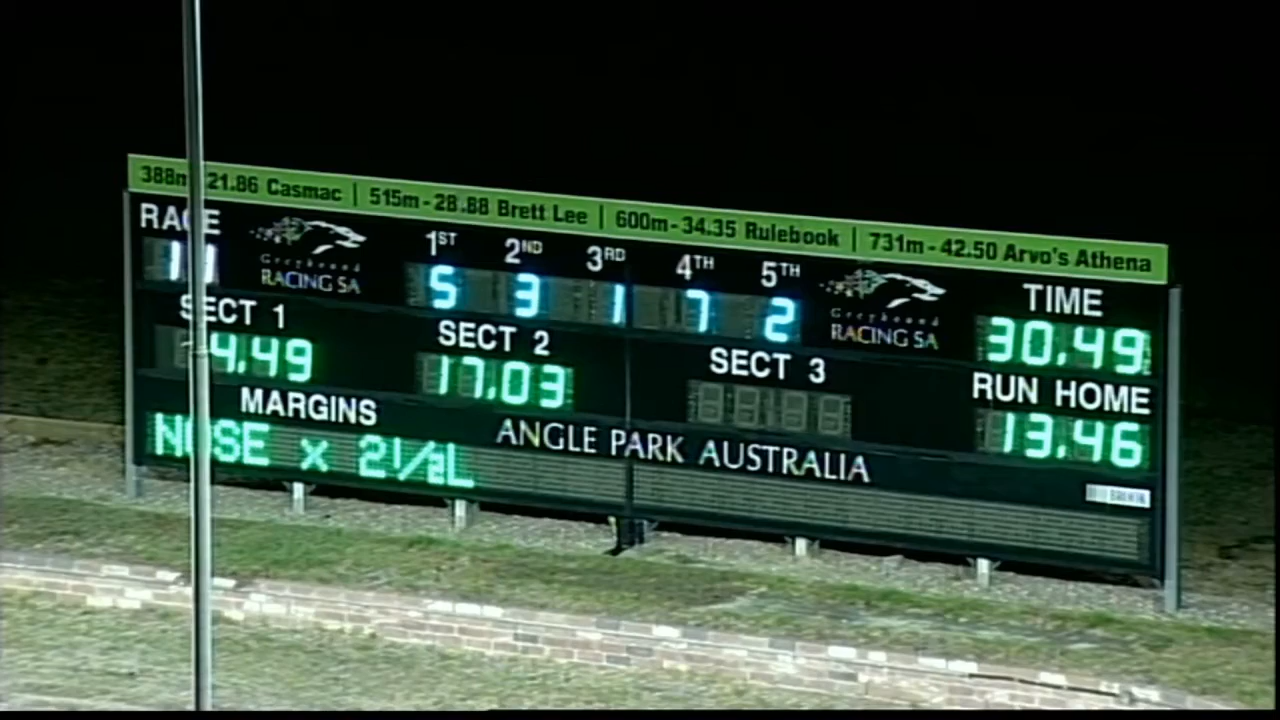 388m-21.86 Casmac | 515m-28.88 Brett Lee | 600m-34.35 Rulebook | 731m-42.50 Arvo's Athena
RACE 1ST 2ND 3RD 4TH 5TH TIME
11 5 3 1 7 2 30.49
Greyhound RACING SA Greyhound RACING SA
SECT 1 SECT 2 SECT 3 RUN HOME
4.49 17.03 13.46
MARGINS
NOSE x 2 1/2L
ANGLE PARK AUSTRALIA